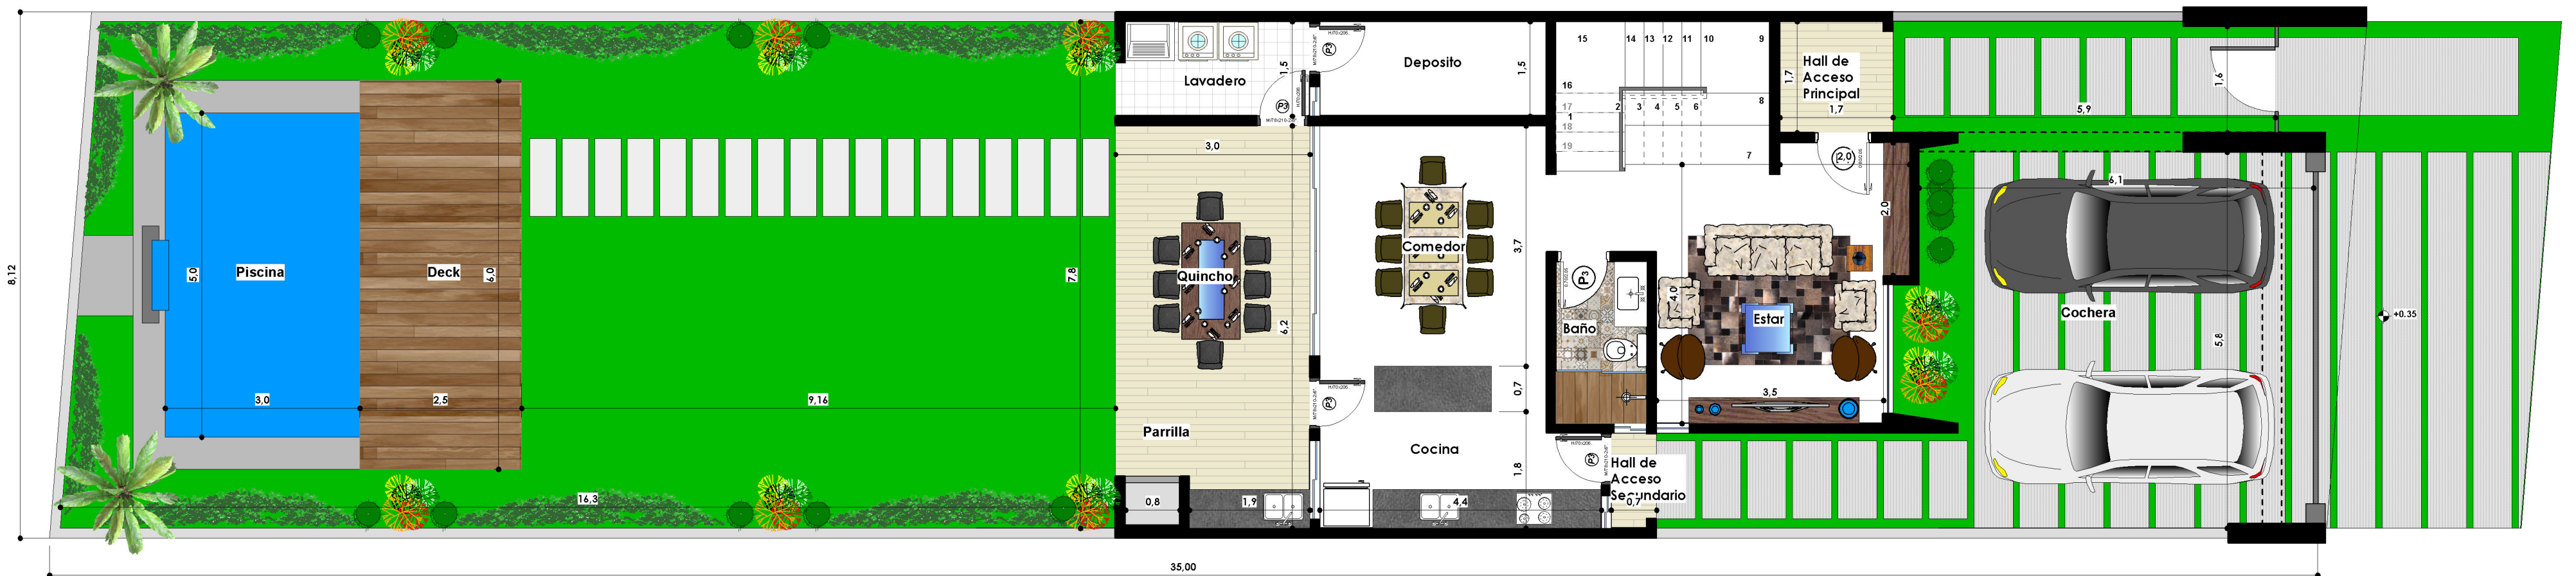 Lavadero
1,5
P3
P3
Deposito
1,5
15
14
13
12
11
10
9
16
17
18
19
1
2
3
4
5
6
7
8
1,7
Hall de
Acceso
Principal
1,7
5,9
1,6
2,0
2,0
6,1
3,0
8,12
5,0
Piscina
Deck
6,0
7,8
Quincho
6,2
Comedor
3,7
P3
Baño
4,0
Estar
Cochera
5,8
+0.35
3,0
2,5
9,16
Parrilla
P3
0,7
3,5
Cocina
1,8
P3
Hall de
Acceso
Secundario
0,7
16,3
0,8
1,9
4,4
35,00